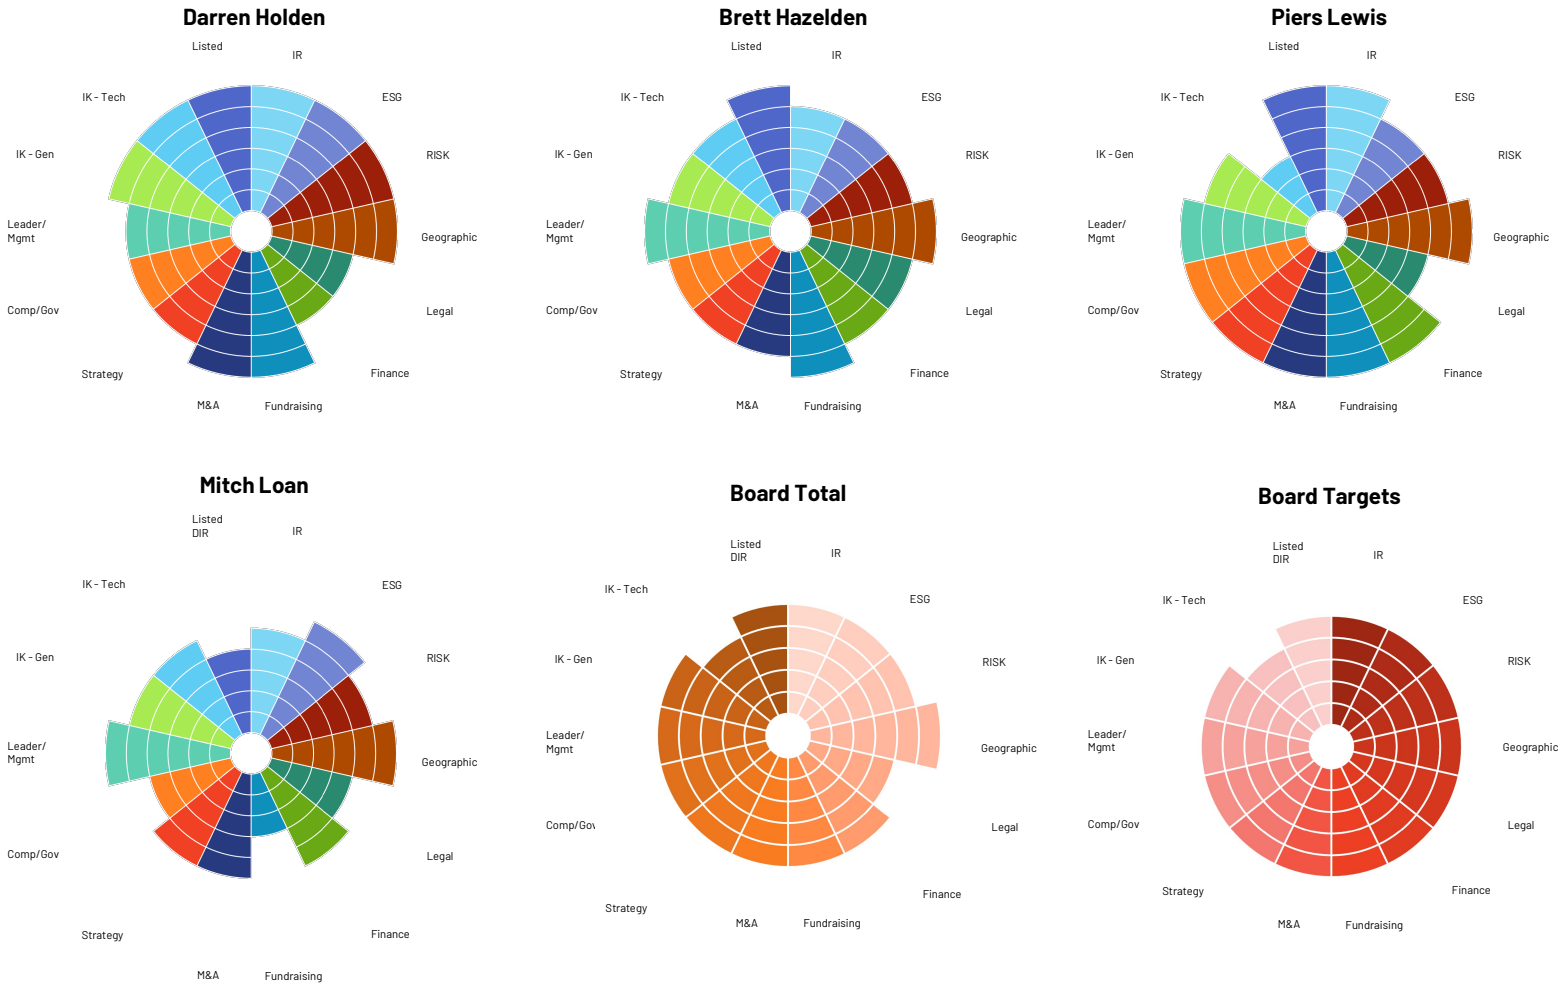 Darren Holden
Listed
IR
IK - Tech
ESG
IK - Gen
RISK
Leader/
Mgmt
Geographic
Comp/Gov
Legal
Strategy
Finance
M&A
Fundraising
Brett Hazelden
Listed
IR
IK - Tech
ESG
IK - Gen
RISK
Leader/
Mgmt
Geographic
Comp/Gov
Legal
Strategy
Finance
M&A
Fundraising
Piers Lewis
Listed
IR
IK - Tech
ESG
IK - Gen
RISK
Leader/
Mgmt
Geographic
Comp/Gov
Legal
Strategy
Finance
M&A
Fundraising
Mitch Loan
Listed
DIR
IR
IK - Tech
ESG
IK - Gen
RISK
Leader/
Mgmt
Geographic
Comp/Gov
Legal
Strategy
Finance
M&A
Fundraising
Board Total
Listed
DIR
IR
IK - Tech
ESG
IK - Gen
RISK
Leader/
Mgmt
Geographic
Comp/Gov
Legal
Strategy
Finance
M&A
Fundraising
Board Targets
Listed
DIR
IR
IK - Tech
ESG
IK - Gen
RISK
Leader/
Mgmt
Geographic
Comp/Gov
Legal
Strategy
Finance
M&A
Fundraising